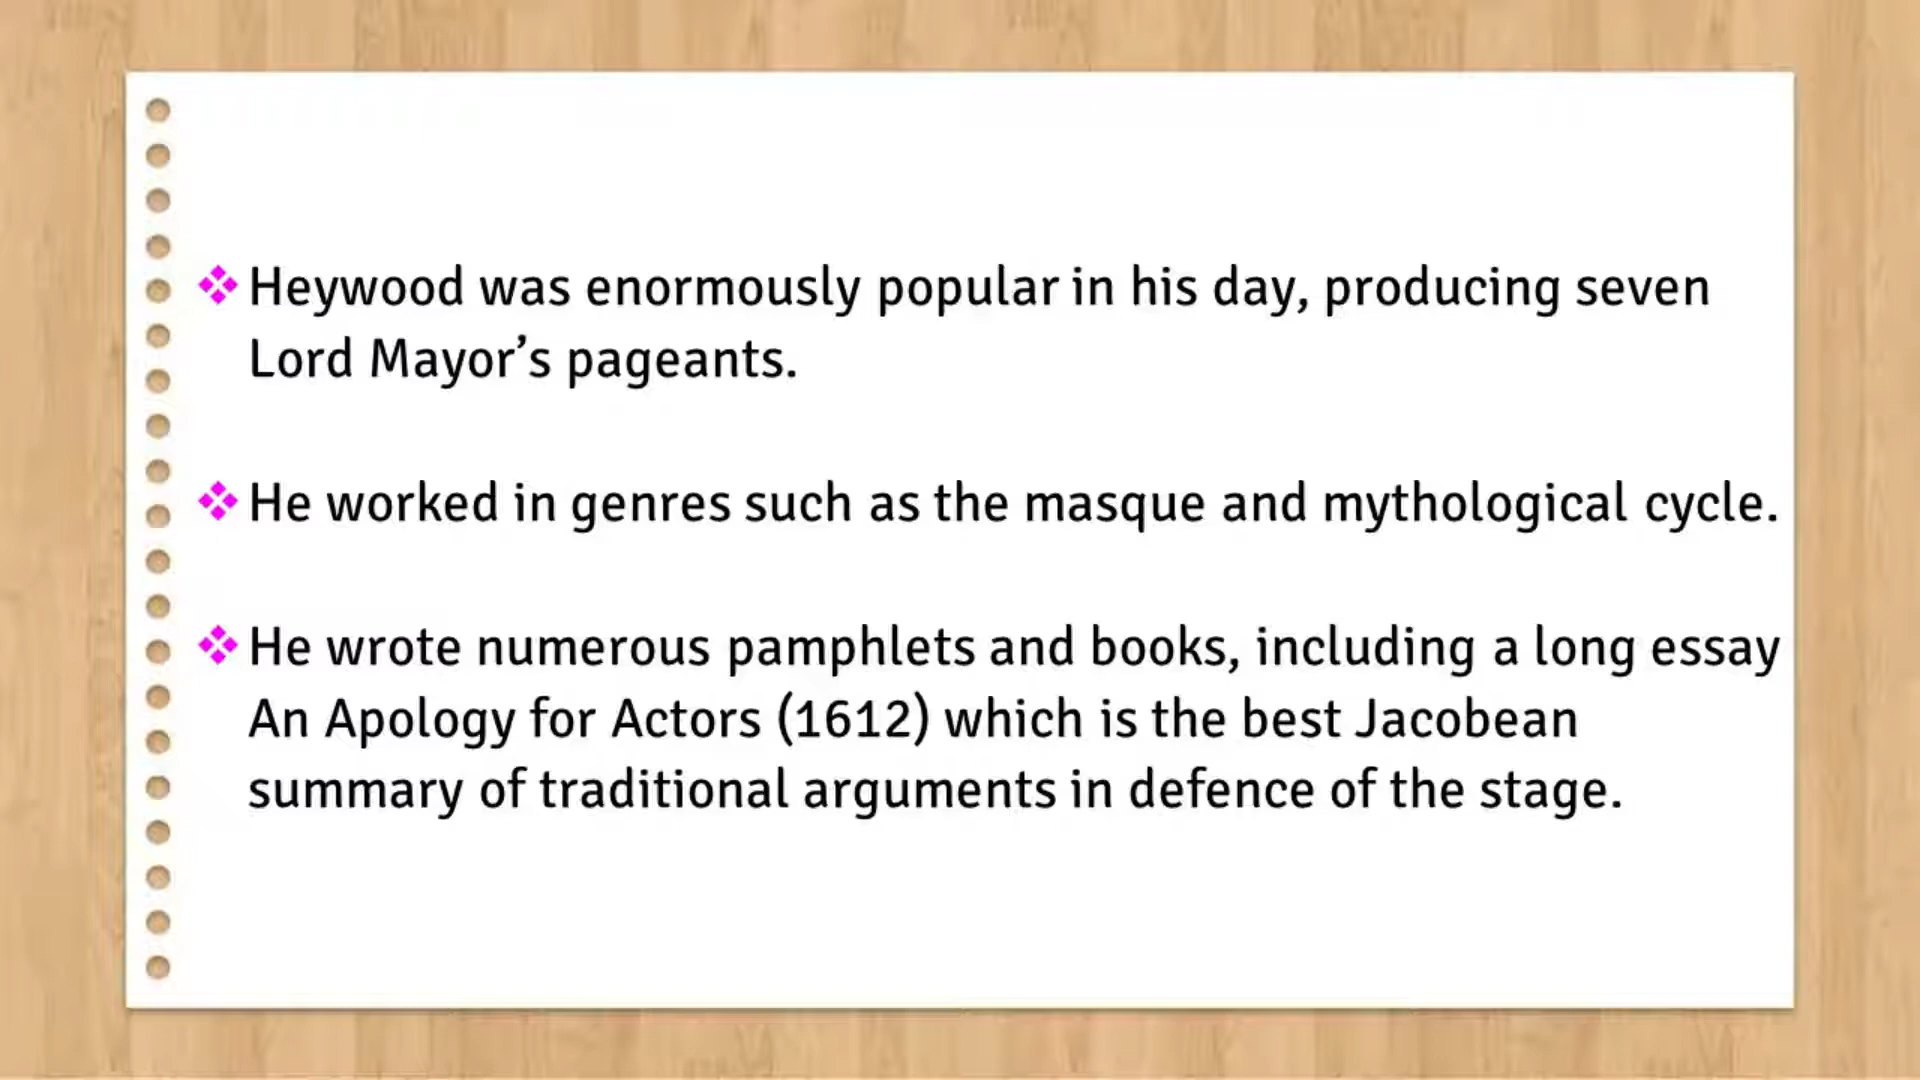 ❖Heywood was enormously popular in his day, producing seven
Lord Mayor’s pageants.
❖He worked in genres such as the masque and mythological cycle.
❖He wrote numerous pamphlets and books, including a long essay
An Apology for Actors (1612) which is the best Jacobean
summary of traditional arguments in defence of the stage.